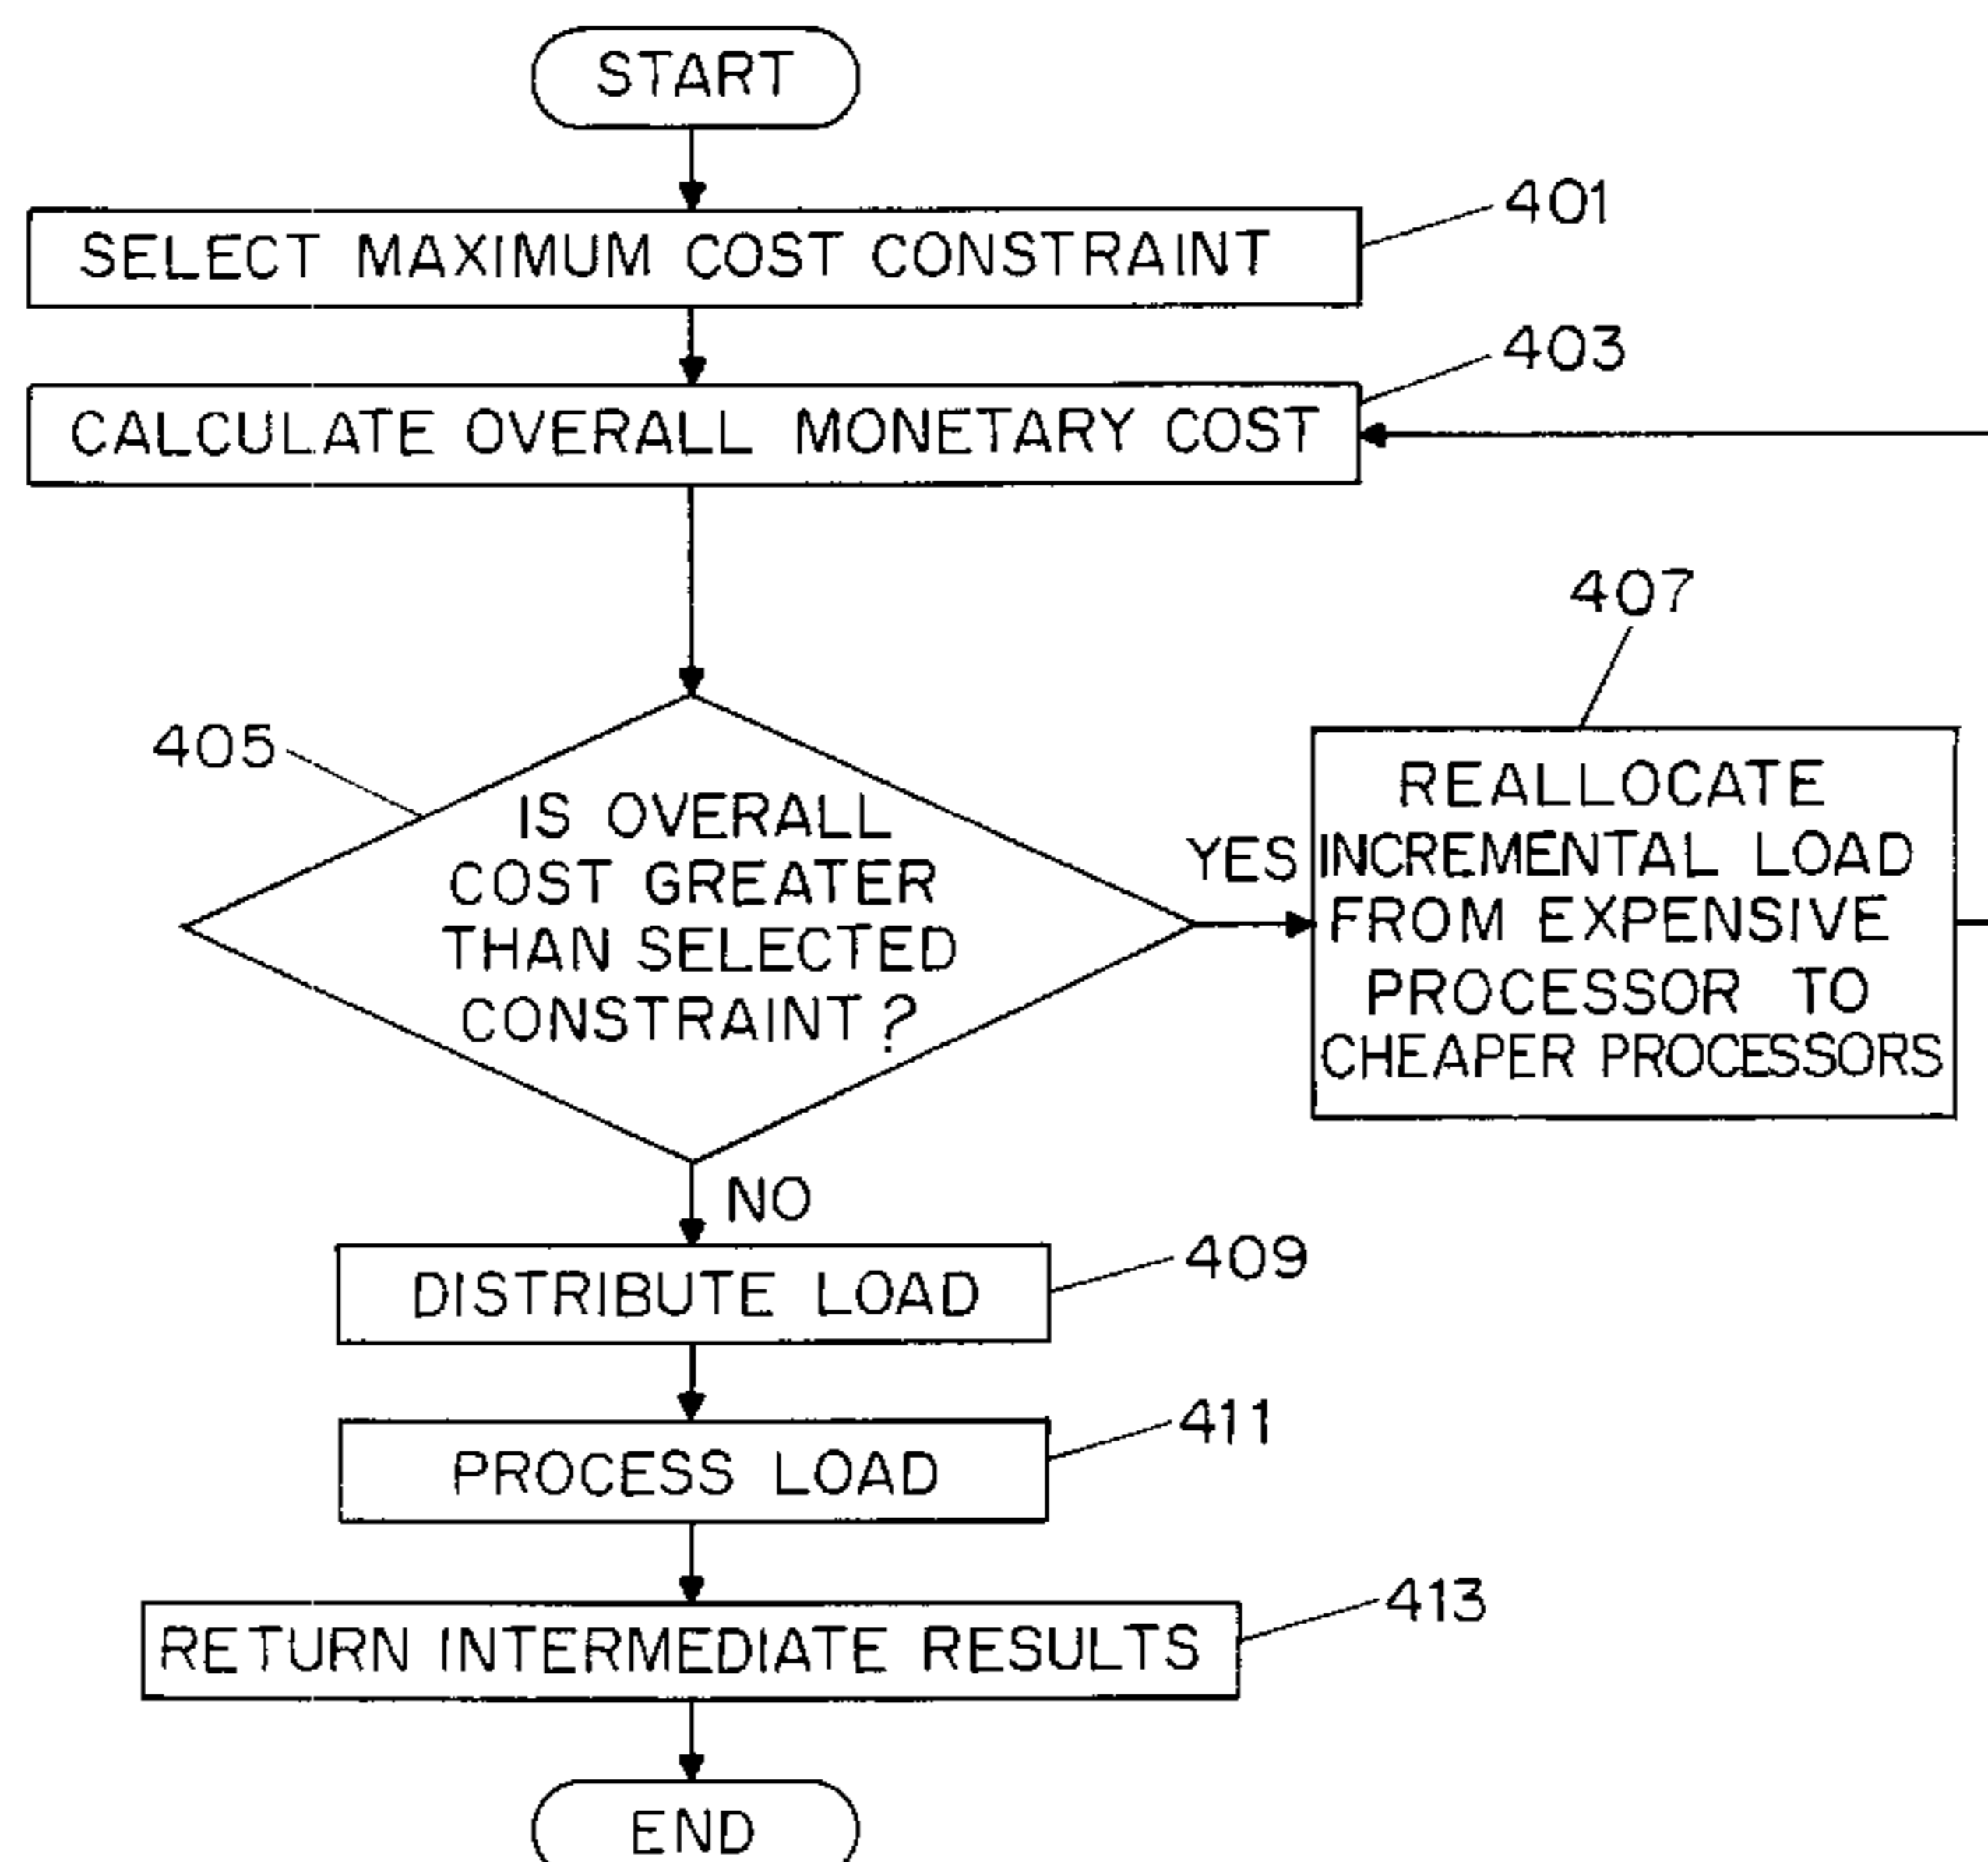 START
401
SELECT MAXIMUM COST CONSTRAINT
403
CALCULATE OVERALL MONETARY COST
405
IS OVERALL
COST GREATER
THAN SELECTED
CONSTRAINT?
YES
407
REALLOCATE
INCREMENTAL LOAD
FROM EXPENSIVE
PROCESSOR TO
CHEAPER PROCESSORS
NO
409
DISTRIBUTE LOAD
411
PROCESS LOAD
413
RETURN INTERMEDIATE RESULTS
END